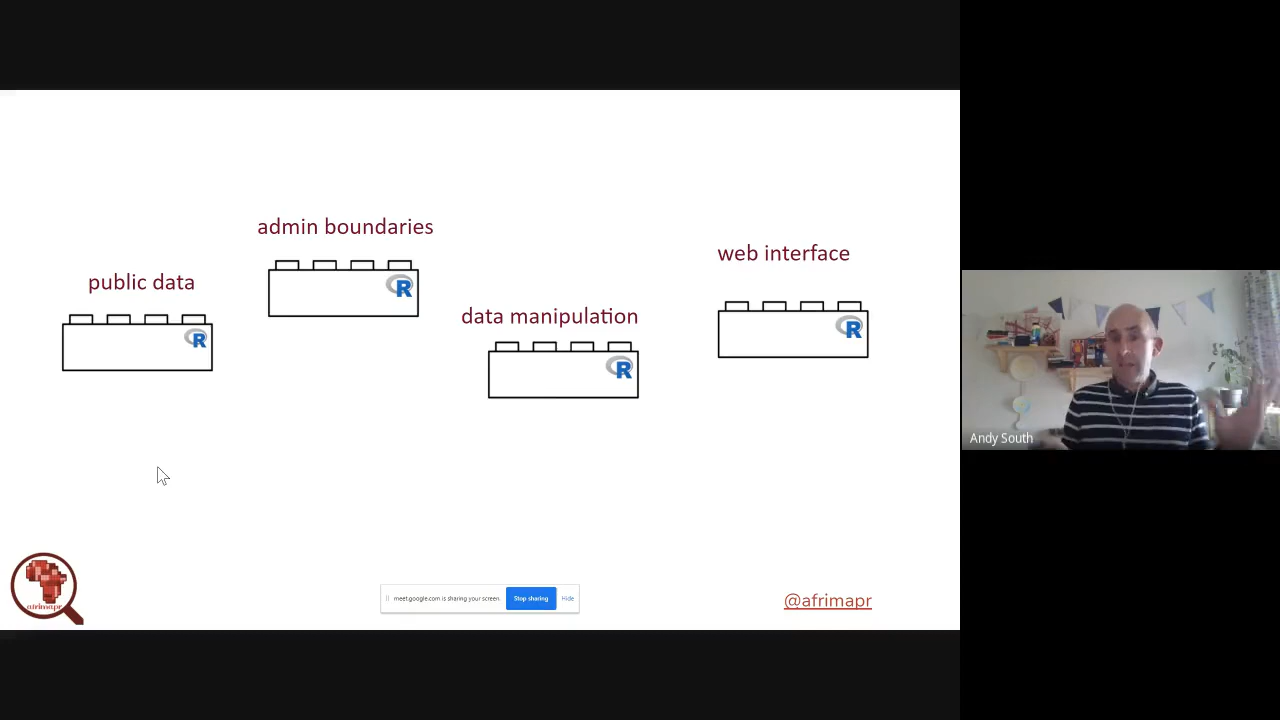 admin boundaries
web interface
public data
data manipulation
R
R
R
R
Andy South
afrimapr
meet.google.com is sharing your screen.
Stop sharing
Hide
@afrimapr